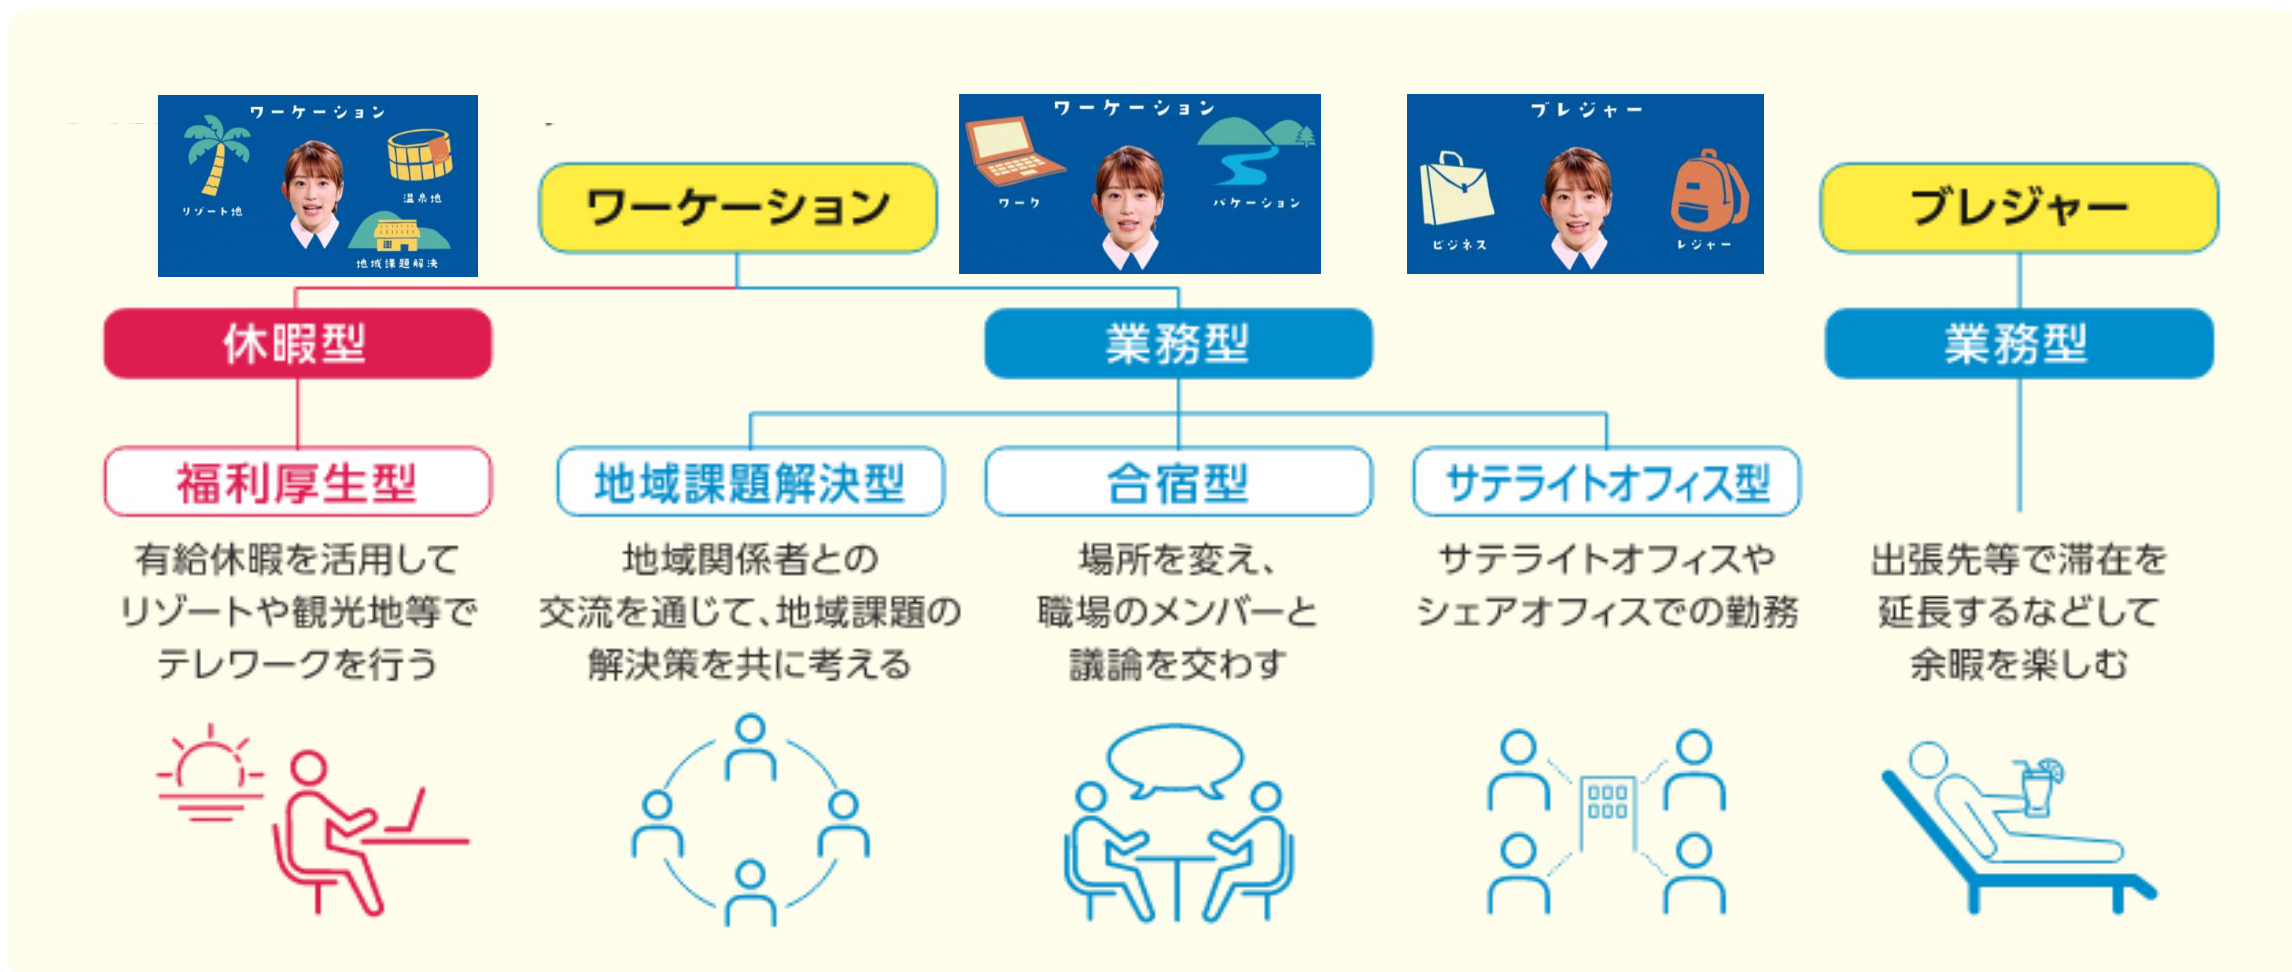 ワーケーション
リゾート地
温泉地
地域課題解決
ワーケーション
ワーケーション
ワーク
バケーション
ブレジャー
ビジネス
レジャー
ブレジャー
休暇型
業務型
業務型
福利厚生型
地域課題解決型
合宿型
サテライトオフィス型
有給休暇を活用して
リゾートや観光地等で
テレワークを行う
地域関係者との
交流を通じて、地域課題の
解決策を共に考える
場所を変え、
職場のメンバーと
議論を交わす
サテライトオフィスや
シェアオフィスでの勤務
出張先等で滞在を
延長するなどして
余暇を楽しむ